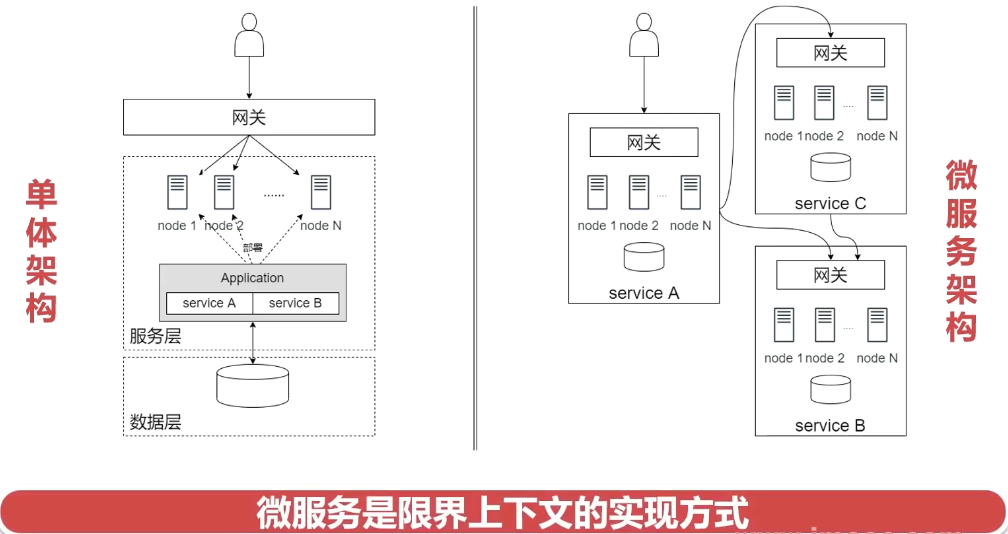 单体架构
网关
node 1 node 2 ...... node N
部署
Application
service A service B
服务层
数据层
网关
node 1 node 2 .... node N
service A
网关
node 1 node 2 .... node N
service C
网关
node 1 node 2 .... node N
service B
微服务架构
微服务是限界上下文的实现方式